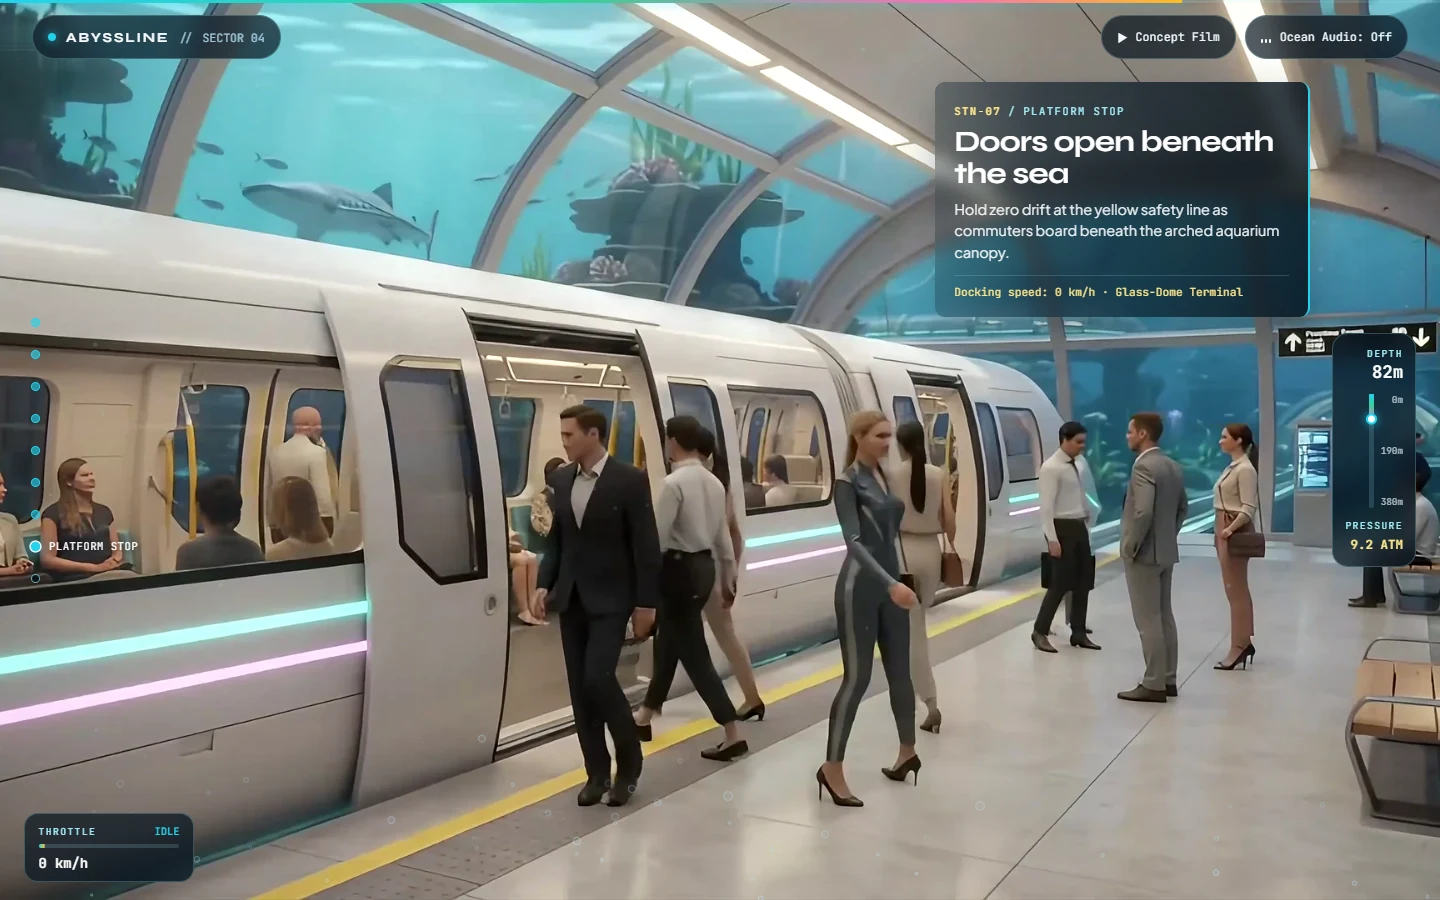 ABYSSLINE // SECTOR 04
▶ Concept Film
Ocean Audio: Off
STN-07 / PLATFORM STOP
Doors open beneath
the sea
Hold zero drift at the yellow safety line as
commuters board beneath the arched aquarium
canopy.
Docking speed: 0 km/h · Glass-Dome Terminal
DEPTH
82m
0m
190m
380m
PRESSURE
9.2 ATM
PLATFORM STOP
THROTTLE IDLE
0 km/h